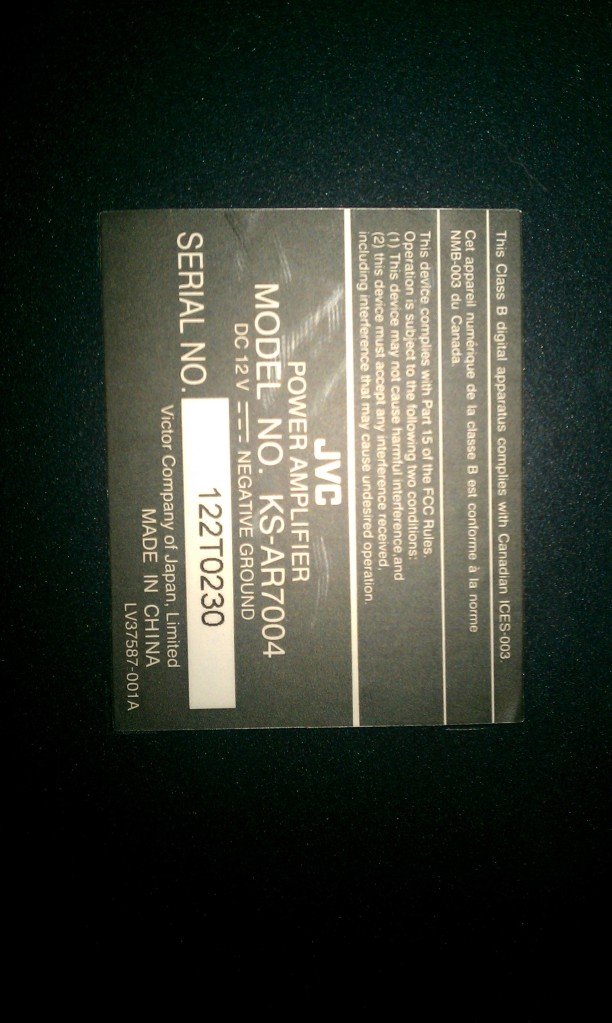 This Class B digital apparatus complies with Canadian ICES-003.
Cet appareil numérique de la classe B est conforme à la norme
NMB-003 du Canada.
This device complies with Part 15 of the FCC Rules.
Operation is subject to the following two conditions:
(1) This device may not cause harmful interference,and
(2) this device must accept any interference received,
including interference that may cause undesired operation.
JVC
POWER AMPLIFIER
MODEL NO. KS-AR7004
DC 12 V NEGATIVE GROUND
SERIAL NO. 122T0230
Victor Company of Japan, Limited
MADE IN CHINA
LV37587-001A